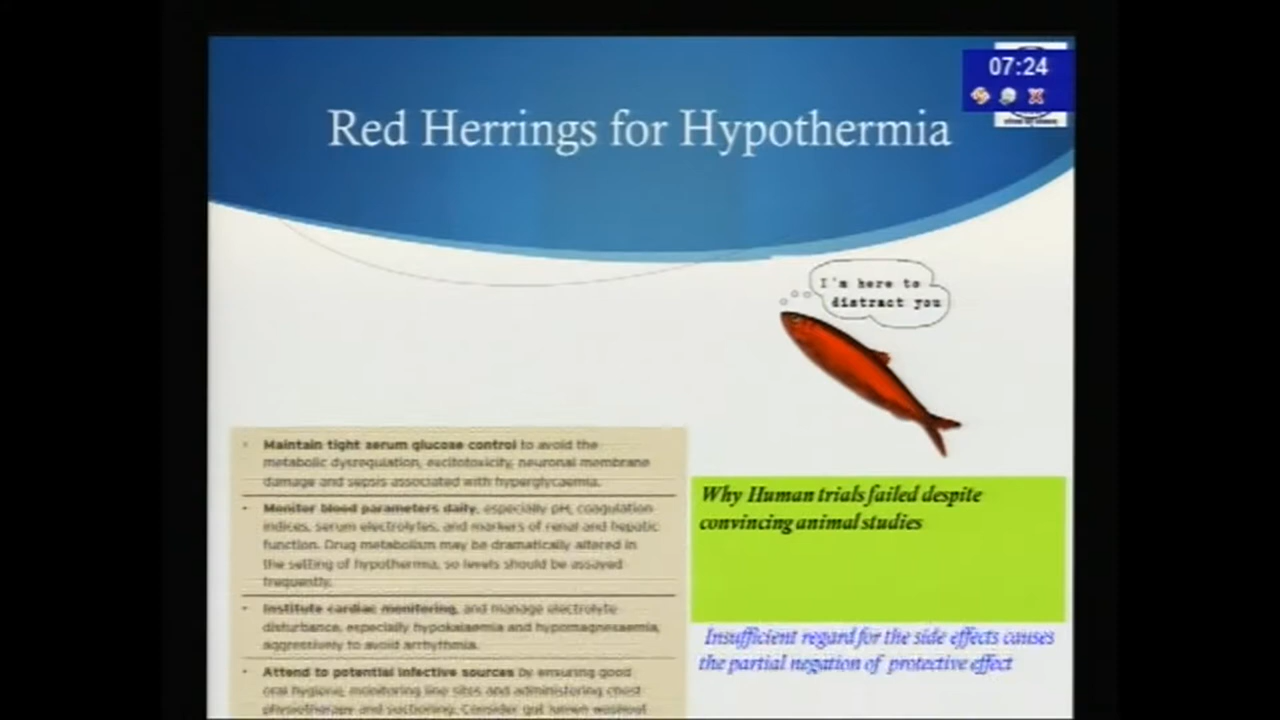 07:24
Red Herrings for Hypothermia
I'm here to
distract you
• Maintain tight serum glucose control to avoid the
metabolic dysregulation, excitotoxicity, neuronal membrane
damage and sepsis associated with hyperglycaemia.
• Monitor blood parameters daily, especially pH, coagulation
indices, serum electrolytes, and markers of renal and hepatic
function. Drug metabolism may be dramatically altered in
the setting of hypothermia, so levels should be assayed
frequently.
• Institute cardiac monitoring, and manage electrolyte
disturbance, especially hypokalaemia and hypomagnesaemia,
aggressively to avoid arrhythmia.
• Attend to potential infective sources by ensuring good
oral hygiene, monitoring line sites and administering chest
physiotherapy and suctioning. Consider gut lumen washout
Why Human trials failed despite
convincing animal studies
Insufficient regard for the side effects causes
the partial negation of protective effect